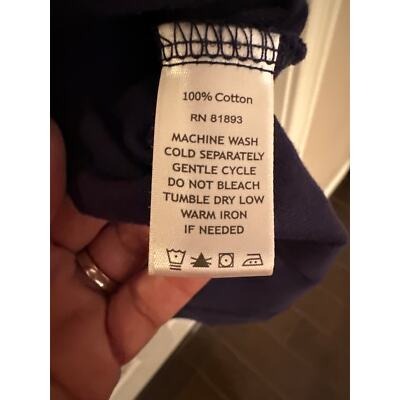 100% Cotton
RN 81893
MACHINE WASH
COLD SEPARATELY
GENTLE CYCLE
DO NOT BLEACH
TUMBLE DRY LOW
WARM IRON
IF NEEDED